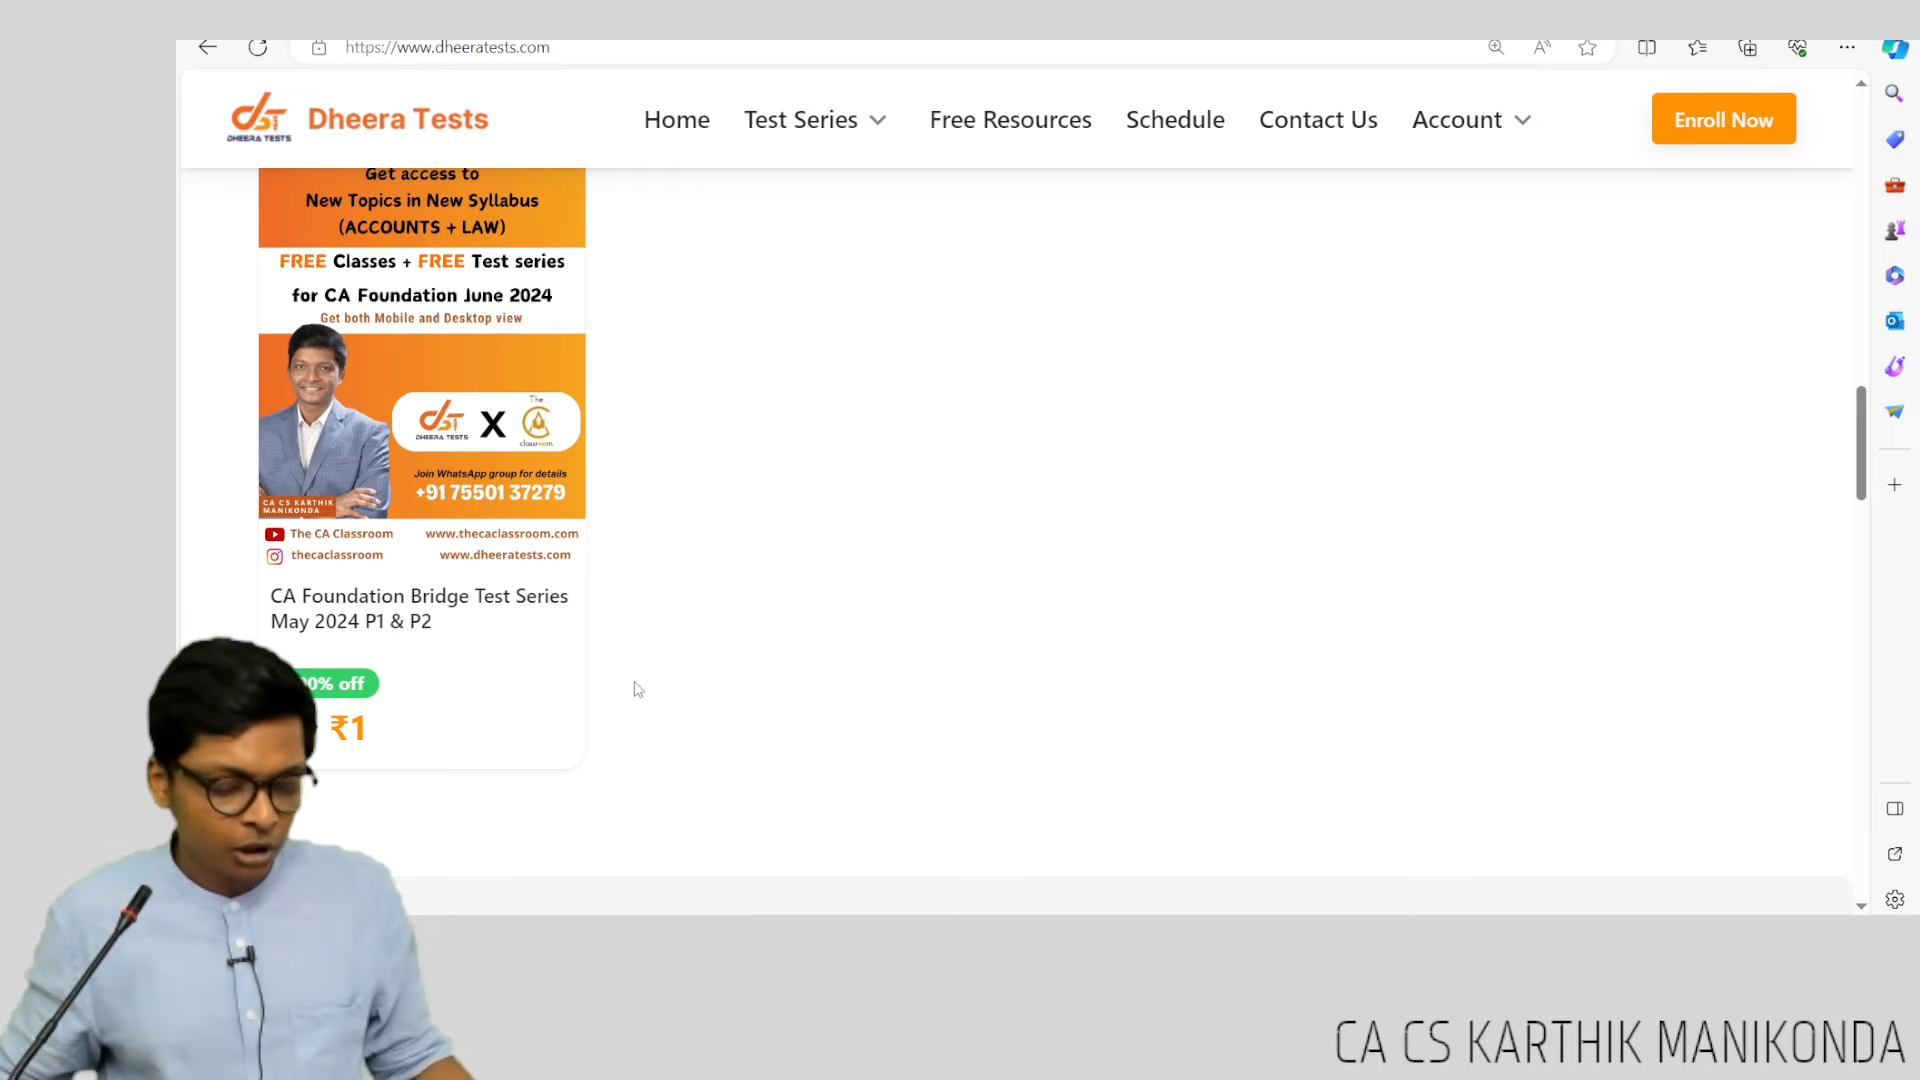 https://www.dheeratests.com
DHEERA TESTS
Dheera Tests
Home
Test Series
Free Resources
Schedule
Contact Us
Account
Enroll Now
Get access to
New Topics in New Syllabus
(ACCOUNTS + LAW)
FREE Classes + FREE Test series
for CA Foundation June 2024
Get both Mobile and Desktop view
DHEERA TESTS
X
The
classroom
Join WhatsApp group for details
+91 75501 37279
CA CS KARTHIK
MANIKONDA
The CA Classroom
www.thecaclassroom.com
thecaclassroom
www.dheeratests.com
CA Foundation Bridge Test Series
May 2024 P1 & P2
off
₹1
CA CS KARTHIK MANIKONDA